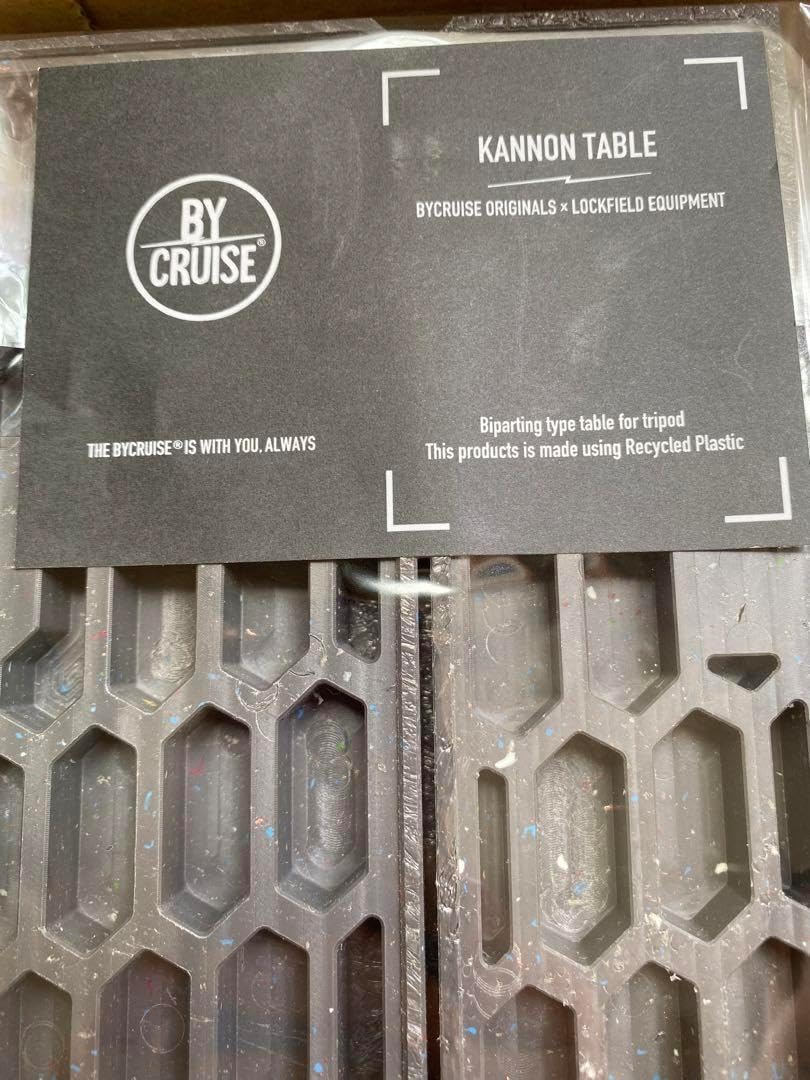 BY
CRUISE®
THE BYCRUISE® IS WITH YOU, ALWAYS
KANNON TABLE
BYCRUISE ORIGINALS × LOCKFIELD EQUIPMENT
Biparting type table for tripod
This products is made using Recycled Plastic